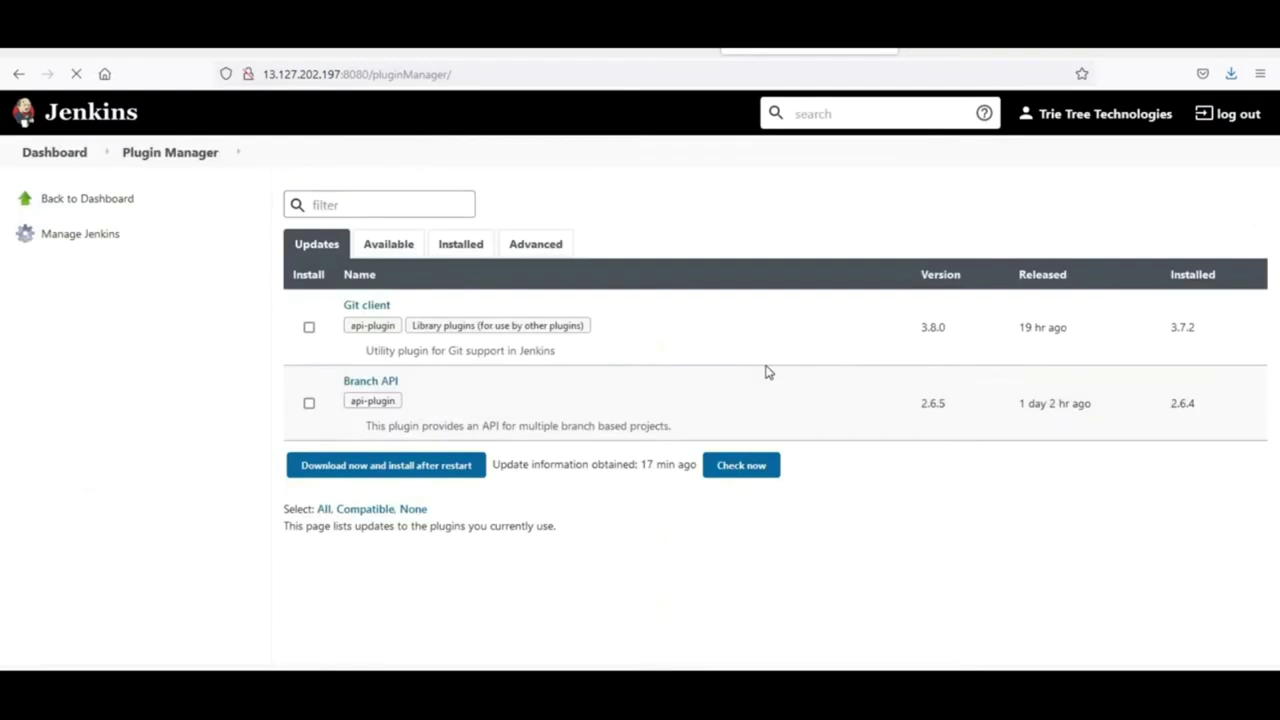 13.127.202.197:8080/pluginManager/
Jenkins
search
Trie Tree Technologies
log out
Dashboard
Plugin Manager
Back to Dashboard
Manage Jenkins
filter
Updates
Available
Installed
Advanced
Install Name Version Released Installed
Git client
api-plugin Library plugins (for use by other plugins)
3.8.0 19 hr ago 3.7.2
Utility plugin for Git support in Jenkins
Branch API
api-plugin
2.6.5 1 day 2 hr ago 2.6.4
This plugin provides an API for multiple branch based projects.
Download now and install after restart Update information obtained: 17 min ago Check now
Select: All, Compatible, None
This page lists updates to the plugins you currently use.